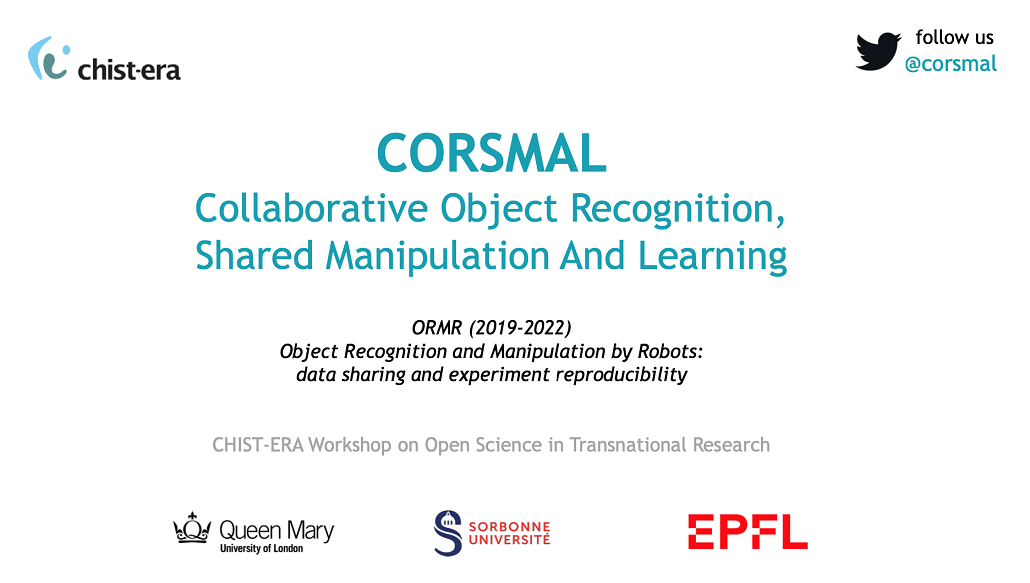 chist-era
follow us
@corsmal
CORSMAL
Collaborative Object Recognition,
Shared Manipulation And Learning
ORMR (2019-2022)
Object Recognition and Manipulation by Robots:
data sharing and experiment reproducibility
CHIST-ERA Workshop on Open Science in Transnational Research
Queen Mary
University of London
SORBONNE
UNIVERSITÉ
EPFL